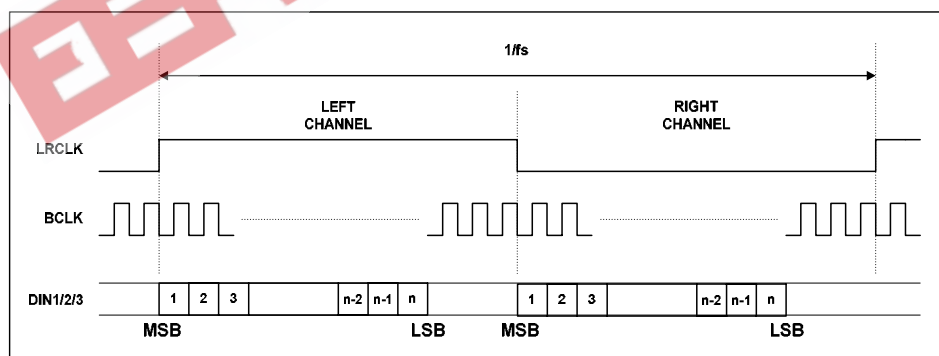 1/fs
LEFT
CHANNEL
RIGHT
CHANNEL
LRCLK
BCLK
DIN1/2/3
1 2 3 n-2 n-1 n 1 2 3 n-2 n-1 n
MSB LSB MSB LSB